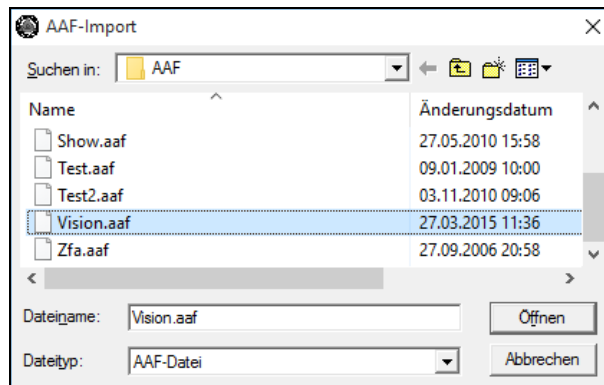 AAF-Import
Suchen in: AAF
Name Änderungsdatum
Show.aaf 27.05.2010 15:58
Test.aaf 09.01.2009 10:00
Test2.aaf 03.11.2010 09:06
Vision.aaf 27.03.2015 11:36
Zfa.aaf 27.09.2006 20:58
Dateiname: Vision.aaf Öffnen
Dateityp: AAF-Datei Abbrechen